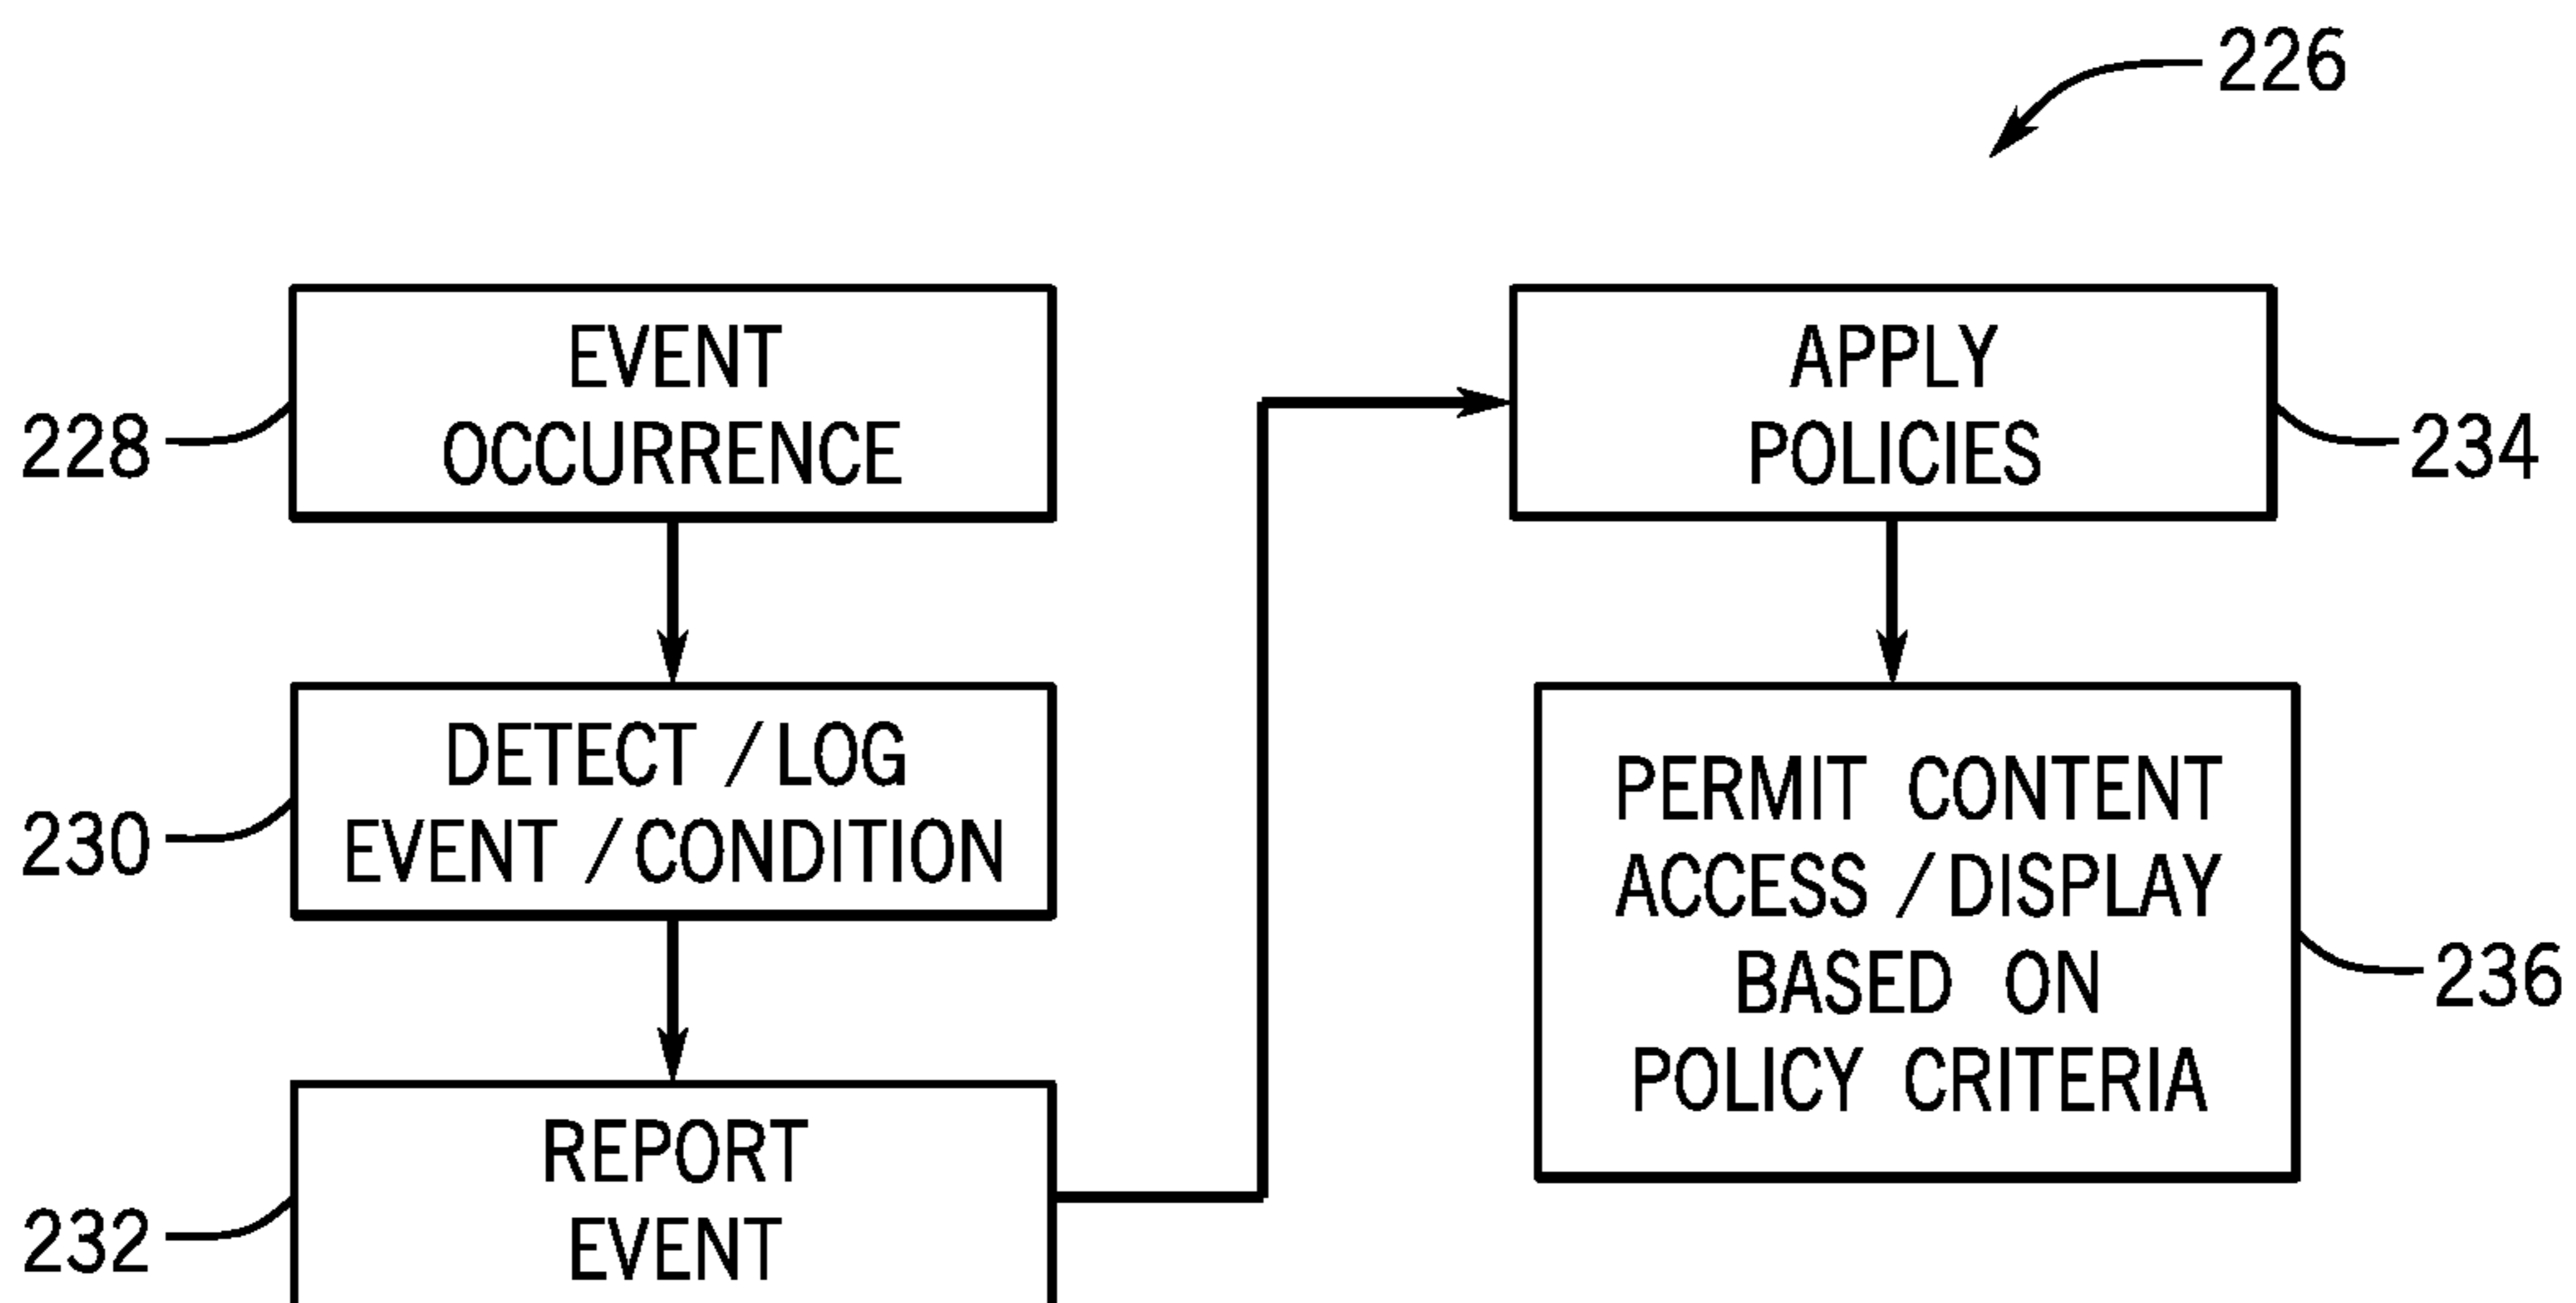 226
EVENT
OCCURRENCE
228
DETECT / LOG
EVENT / CONDITION
230
REPORT
EVENT
232
APPLY
POLICIES
234
PERMIT CONTENT
ACCESS / DISPLAY
BASED ON
POLICY CRITERIA
236